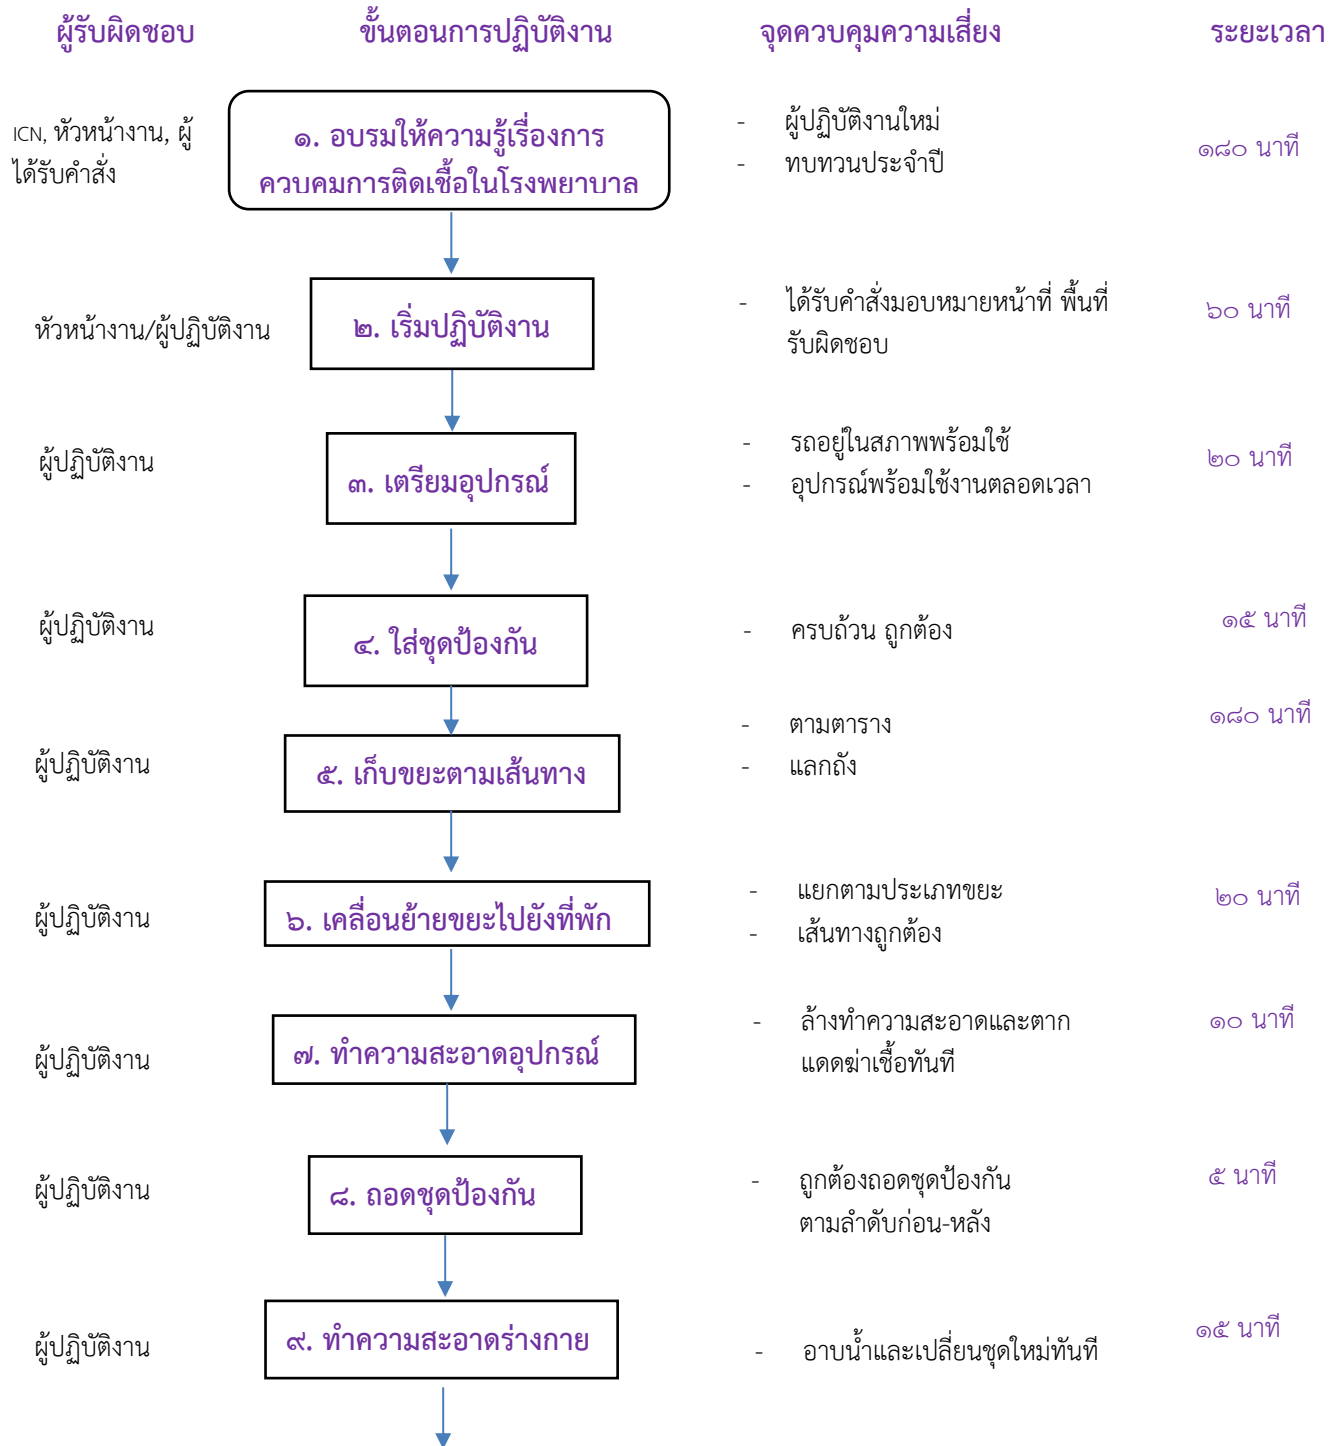 ผู้รับผิดชอบ ขั้นตอนการปฏิบัติงาน จุดควบคุมความเสี่ยง ระยะเวลา
ICN, หัวหน้างาน, ผู้
ได้รับคำสั่ง
๑. อบรมให้ความรู้เรื่องการ
ควบคุมการติดเชื้อในโรงพยาบาล
- ผู้ปฏิบัติงานใหม่
- ทบทวนประจำปี
๑๘๐ นาที
หัวหน้างาน/ผู้ปฏิบัติงาน
๒. เริ่มปฏิบัติงาน
- ได้รับคำสั่งมอบหมายหน้าที่ พื้นที่
รับผิดชอบ
๖๐ นาที
ผู้ปฏิบัติงาน
๓. เตรียมอุปกรณ์
- รถอยู่ในสภาพพร้อมใช้
- อุปกรณ์พร้อมใช้งานตลอดเวลา
๒๐ นาที
ผู้ปฏิบัติงาน
๔. ใส่ชุดป้องกัน
- ครบถ้วน ถูกต้อง
๑๕ นาที
ผู้ปฏิบัติงาน
๕. เก็บขยะตามเส้นทาง
- ตามตาราง
- แลกถัง
๑๘๐ นาที
ผู้ปฏิบัติงาน
๖. เคลื่อนย้ายขยะไปยังที่พัก
- แยกตามประเภทขยะ
- เส้นทางถูกต้อง
๒๐ นาที
ผู้ปฏิบัติงาน
๗. ทำความสะอาดอุปกรณ์
- ล้างทำความสะอาดและตาก
แดดฆ่าเชื้อทันที
๑๐ นาที
ผู้ปฏิบัติงาน
๘. ถอดชุดป้องกัน
- ถูกต้องถอดชุดป้องกัน
ตามลำดับก่อน-หลัง
๕ นาที
ผู้ปฏิบัติงาน
๙. ทำความสะอาดร่างกาย
- อาบน้ำและเปลี่ยนชุดใหม่ทันที
๑๕ นาที